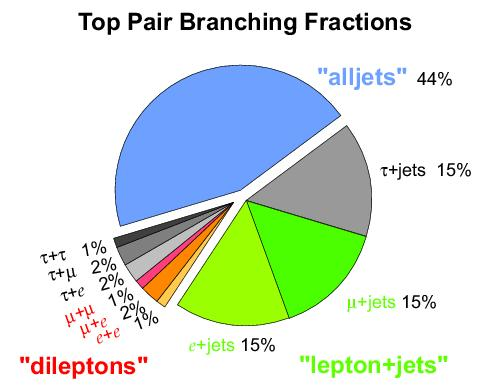 Top Pair Branching Fractions
"alljets" 44%
τ+jets 15%
μ+jets 15%
e+jets 15%
"lepton+jets"
τ+τ 1%
τ+μ 2%
τ+e 2%
μ+μ 1%
μ+e 2%
e+e 1%
"dileptons"